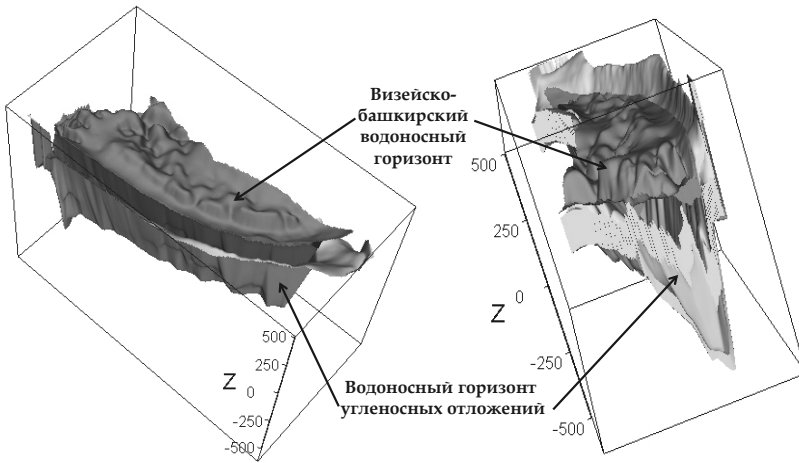 Визейско-
башкирский
водоносный
горизонт
500
250
0
-250
-500
Z
500
250
0
-250
-500
Z
Водоносный горизонт
угленосных отложений